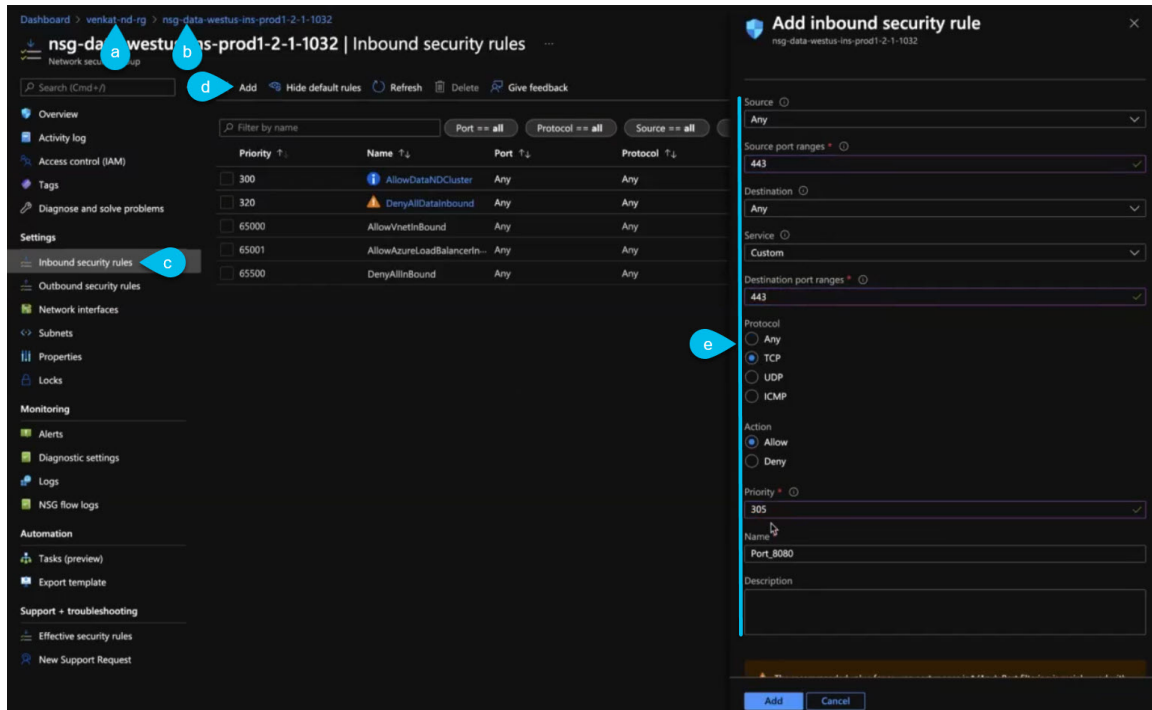 Dashboard > venkat-nd-rg > nsg-data-westus-ins-prod1-2-1-1032
nsg-da westu ns-prod1-2-1-1032 | Inbound security rules ...
Network secu up
a
b
Search (Cmd+/)
d
Add
Hide default rules
Refresh
Delete
Give feedback
Overview
Activity log
Access control (IAM)
Tags
Diagnose and solve problems
Settings
Inbound security rules
c
Outbound security rules
Network interfaces
Subnets
Properties
Locks
Monitoring
Alerts
Diagnostic settings
Logs
NSG flow logs
Automation
Tasks (preview)
Export template
Support + troubleshooting
Effective security rules
New Support Request
Filter by name
Port == all
Protocol == all
Source == all
Priority ↑↓ Name ↑↓ Port ↑↓ Protocol ↑↓
300 AllowDataNDCluster Any Any
320 DenyAllDataInbound Any Any
65000 AllowVnetInBound Any Any
65001 AllowAzureLoadBalancerIn... Any Any
65500 DenyAllInBound Any Any
Add inbound security rule
nsg-data-westus-ins-prod1-2-1-1032
e
Source
Any
Source port ranges *
443
Destination
Any
Service
Custom
Destination port ranges *
443
Protocol
Any
TCP
UDP
ICMP
Action
Allow
Deny
Priority *
305
Name
Port_8080
Description
Add
Cancel